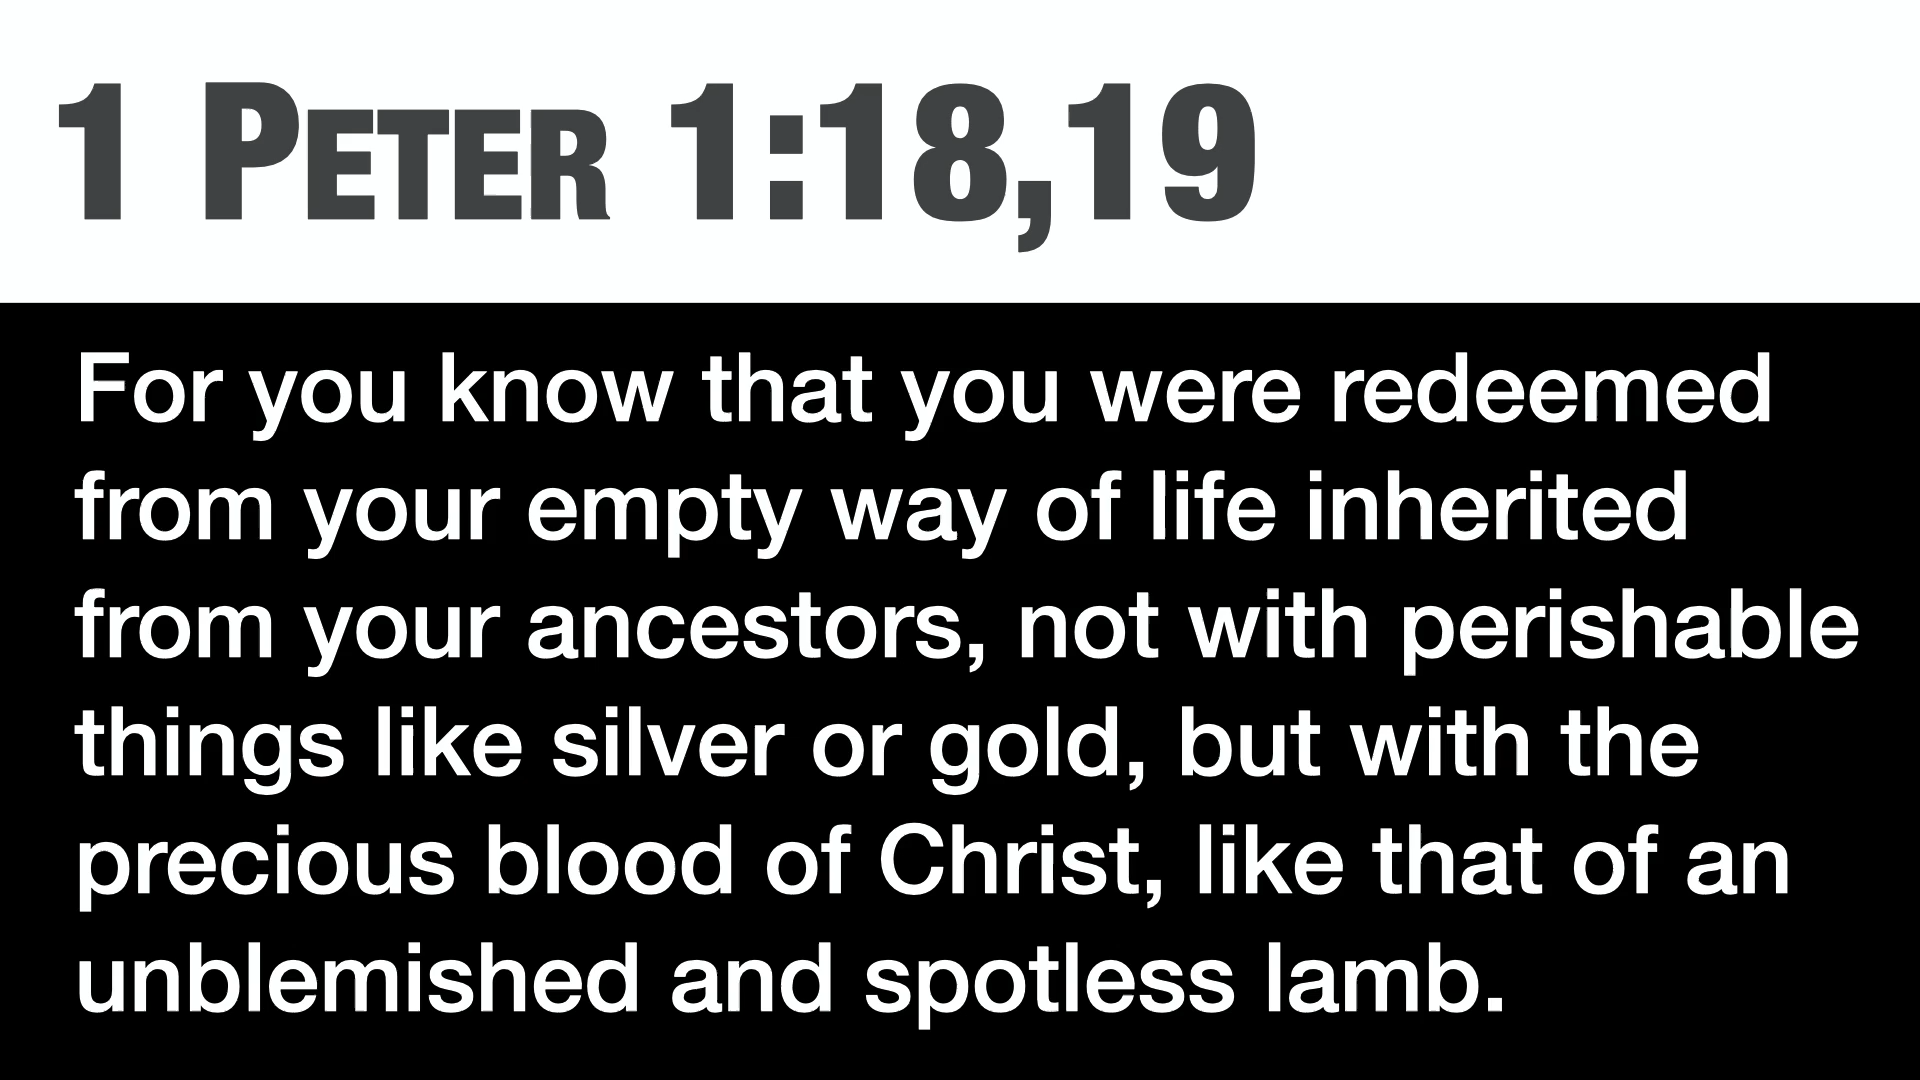 1 Peter 1:18,19
For you know that you were redeemed
from your empty way of life inherited
from your ancestors, not with perishable
things like silver or gold, but with the
precious blood of Christ, like that of an
unblemished and spotless lamb.